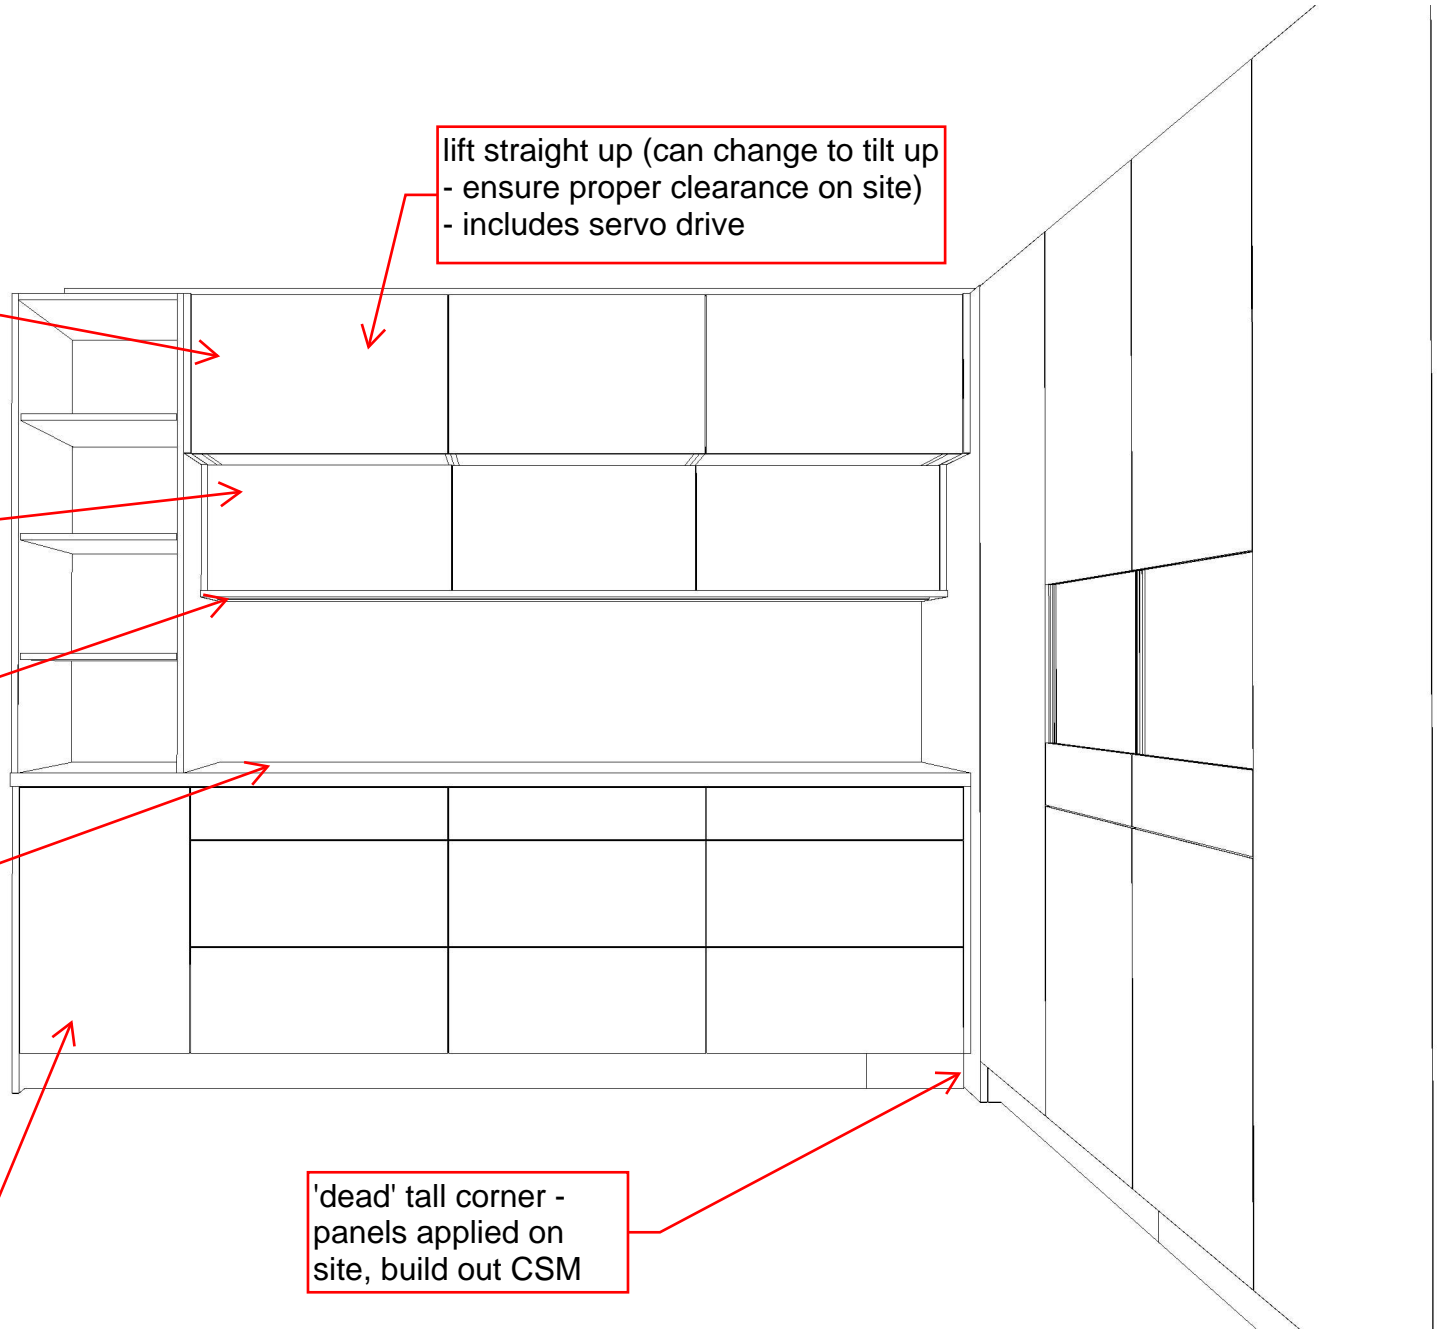 lift straight up (can change to tilt up
- ensure proper clearance on site)
- includes servo drive
'dead' tall corner -
panels applied on
site, build out CSM